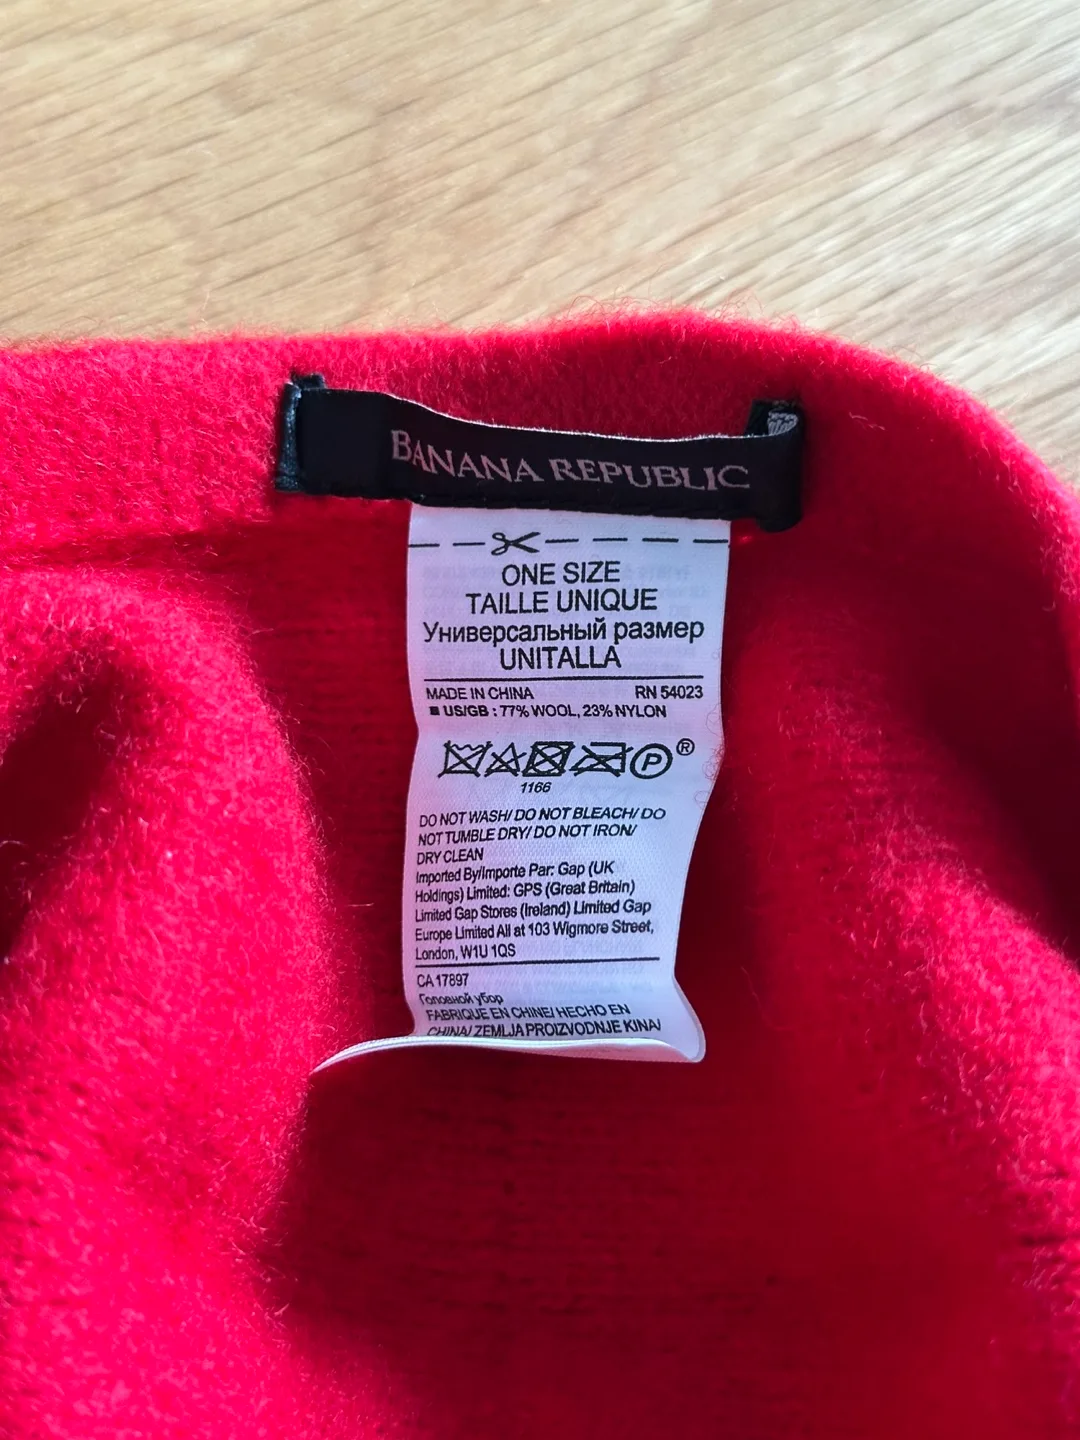 BANANA REPUBLIC
ONE SIZE
TAILLE UNIQUE
Универсальный размер
UNITALLA
MADE IN CHINA RN 54023
■ US/GB : 77% WOOL, 23% NYLON
P ®
1166
DO NOT WASH/ DO NOT BLEACH/ DO
NOT TUMBLE DRY/ DO NOT IRON/
DRY CLEAN
Imported By/Importe Par: Gap (UK
Holdings) Limited: GPS (Great Britain)
Limited Gap Stores (Ireland) Limited Gap
Europe Limited All at 103 Wigmore Street,
London, W1U 1QS
CA 17897
Головной убор
FABRIQUE EN CHINE/ HECHO EN
CHINA/ ZEMLJA PROIZVODNJE KINA/